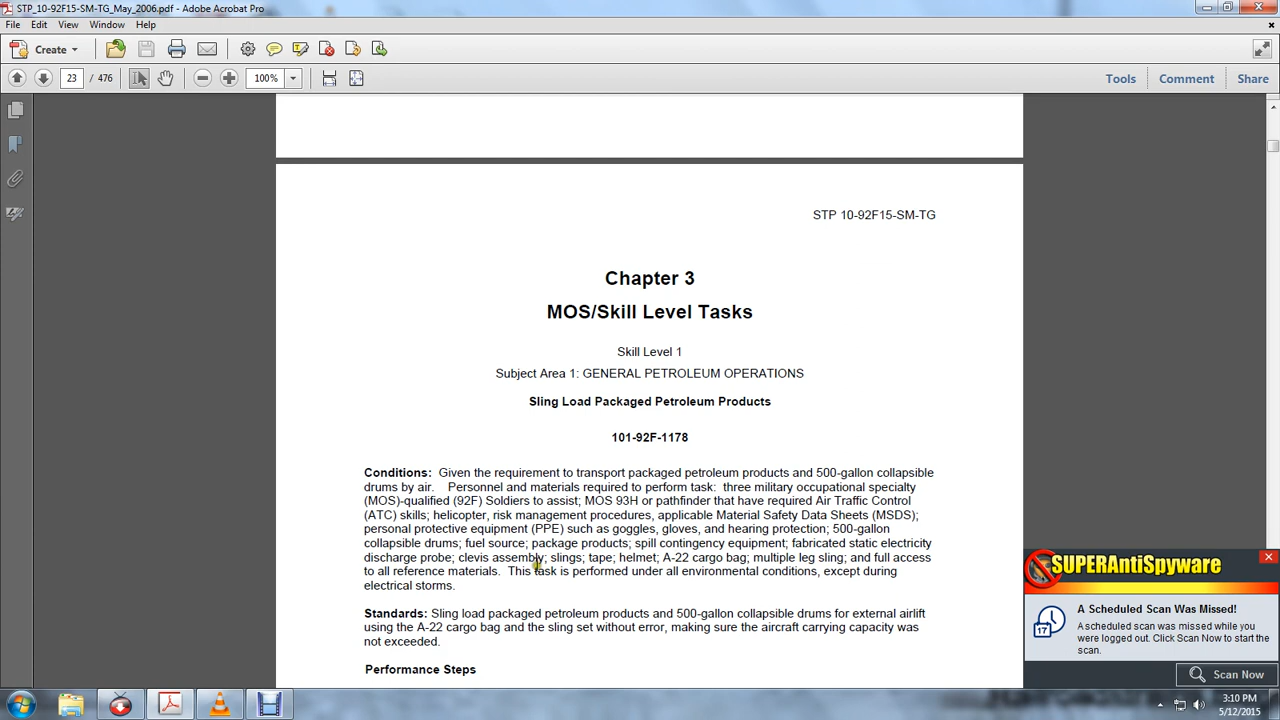 STP_10-92F15-SM-TG_May_2006.pdf - Adobe Acrobat Pro
File Edit View Window Help
Create
23 / 476 100% Tools Comment Share
STP 10-92F15-SM-TG
Chapter 3
MOS/Skill Level Tasks
Skill Level 1
Subject Area 1: GENERAL PETROLEUM OPERATIONS
Sling Load Packaged Petroleum Products
101-92F-1178
Conditions: Given the requirement to transport packaged petroleum products and 500-gallon collapsible
drums by air. Personnel and materials required to perform task: three military occupational specialty
(MOS)-qualified (92F) Soldiers to assist; MOS 93H or pathfinder that have required Air Traffic Control
(ATC) skills; helicopter, risk management procedures, applicable Material Safety Data Sheets (MSDS);
personal protective equipment (PPE) such as goggles, gloves, and hearing protection; 500-gallon
collapsible drums; fuel source; package products; spill contingency equipment; fabricated static electricity
discharge probe; clevis assembly; slings; tape; helmet; A-22 cargo bag; multiple leg sling; and full access
to all reference materials. This task is performed under all environmental conditions, except during
electrical storms.
Standards: Sling load packaged petroleum products and 500-gallon collapsible drums for external airlift
using the A-22 cargo bag and the sling set without error, making sure the aircraft carrying capacity was
not exceeded.
Performance Steps
SUPERAntiSpyware
17
A Scheduled Scan Was Missed!
A scheduled scan was missed while you
were logged out. Click Scan Now to start the
scan.
Scan Now
3:10 PM
5/12/2015